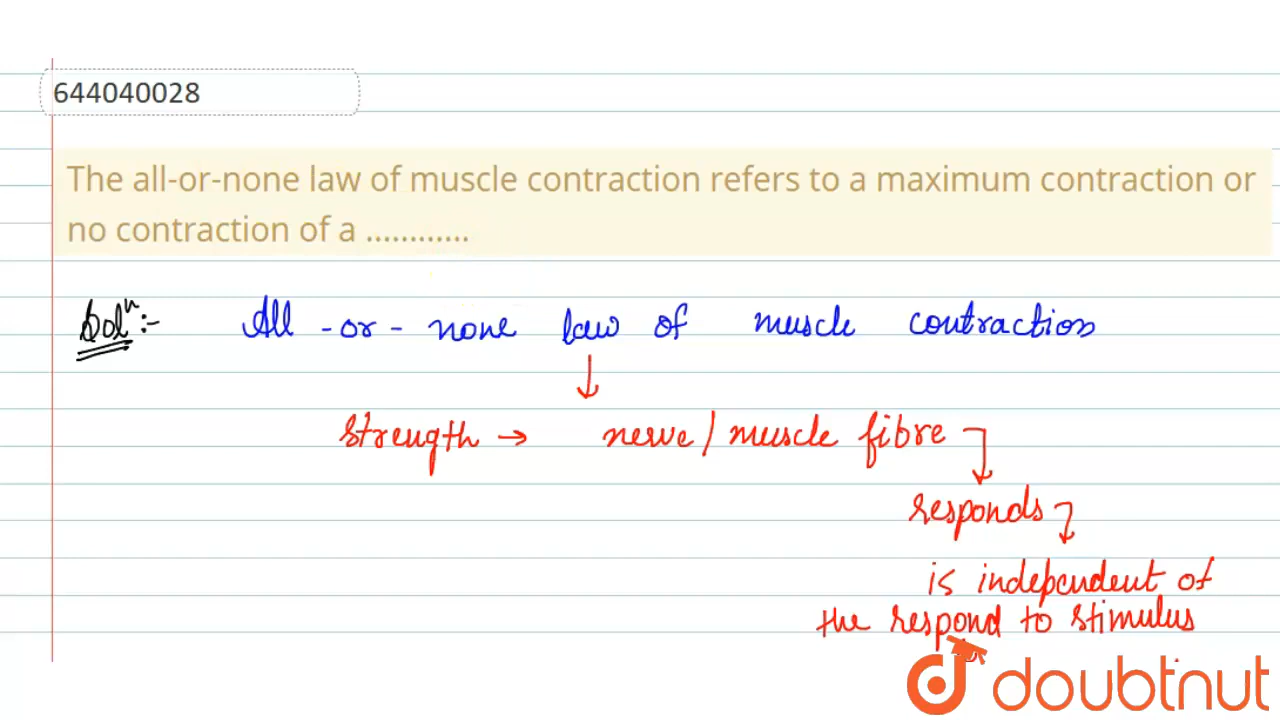 644040028
The all-or-none law of muscle contraction refers to a maximum contraction or
no contraction of a ............
Solⁿ:- All -or- none law of muscle contraction
↓
strength → nerve/muscle fibre
responds
is independent of
the respond to stimulus
doubtnut